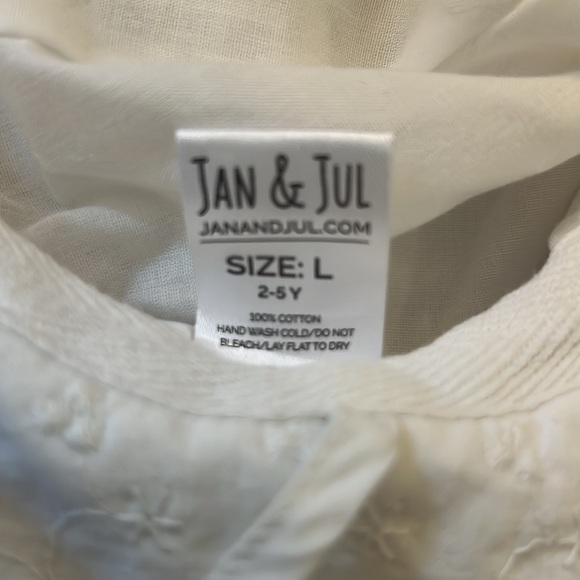 JAN & JUL
JANANDJUL.COM
SIZE: L
2-5 Y
100% COTTON
HAND WASH COLD/DO NOT
BLEACH/LAY FLAT TO DRY